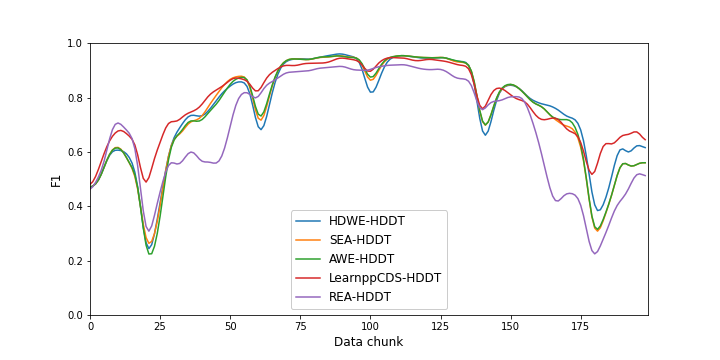 1.0
0.8
0.6
0.4
0.2
0.0
F1
0
25
50
75
100
125
150
175
Data chunk
HDWE-HDDT
SEA-HDDT
AWE-HDDT
LearnppCDS-HDDT
REA-HDDT